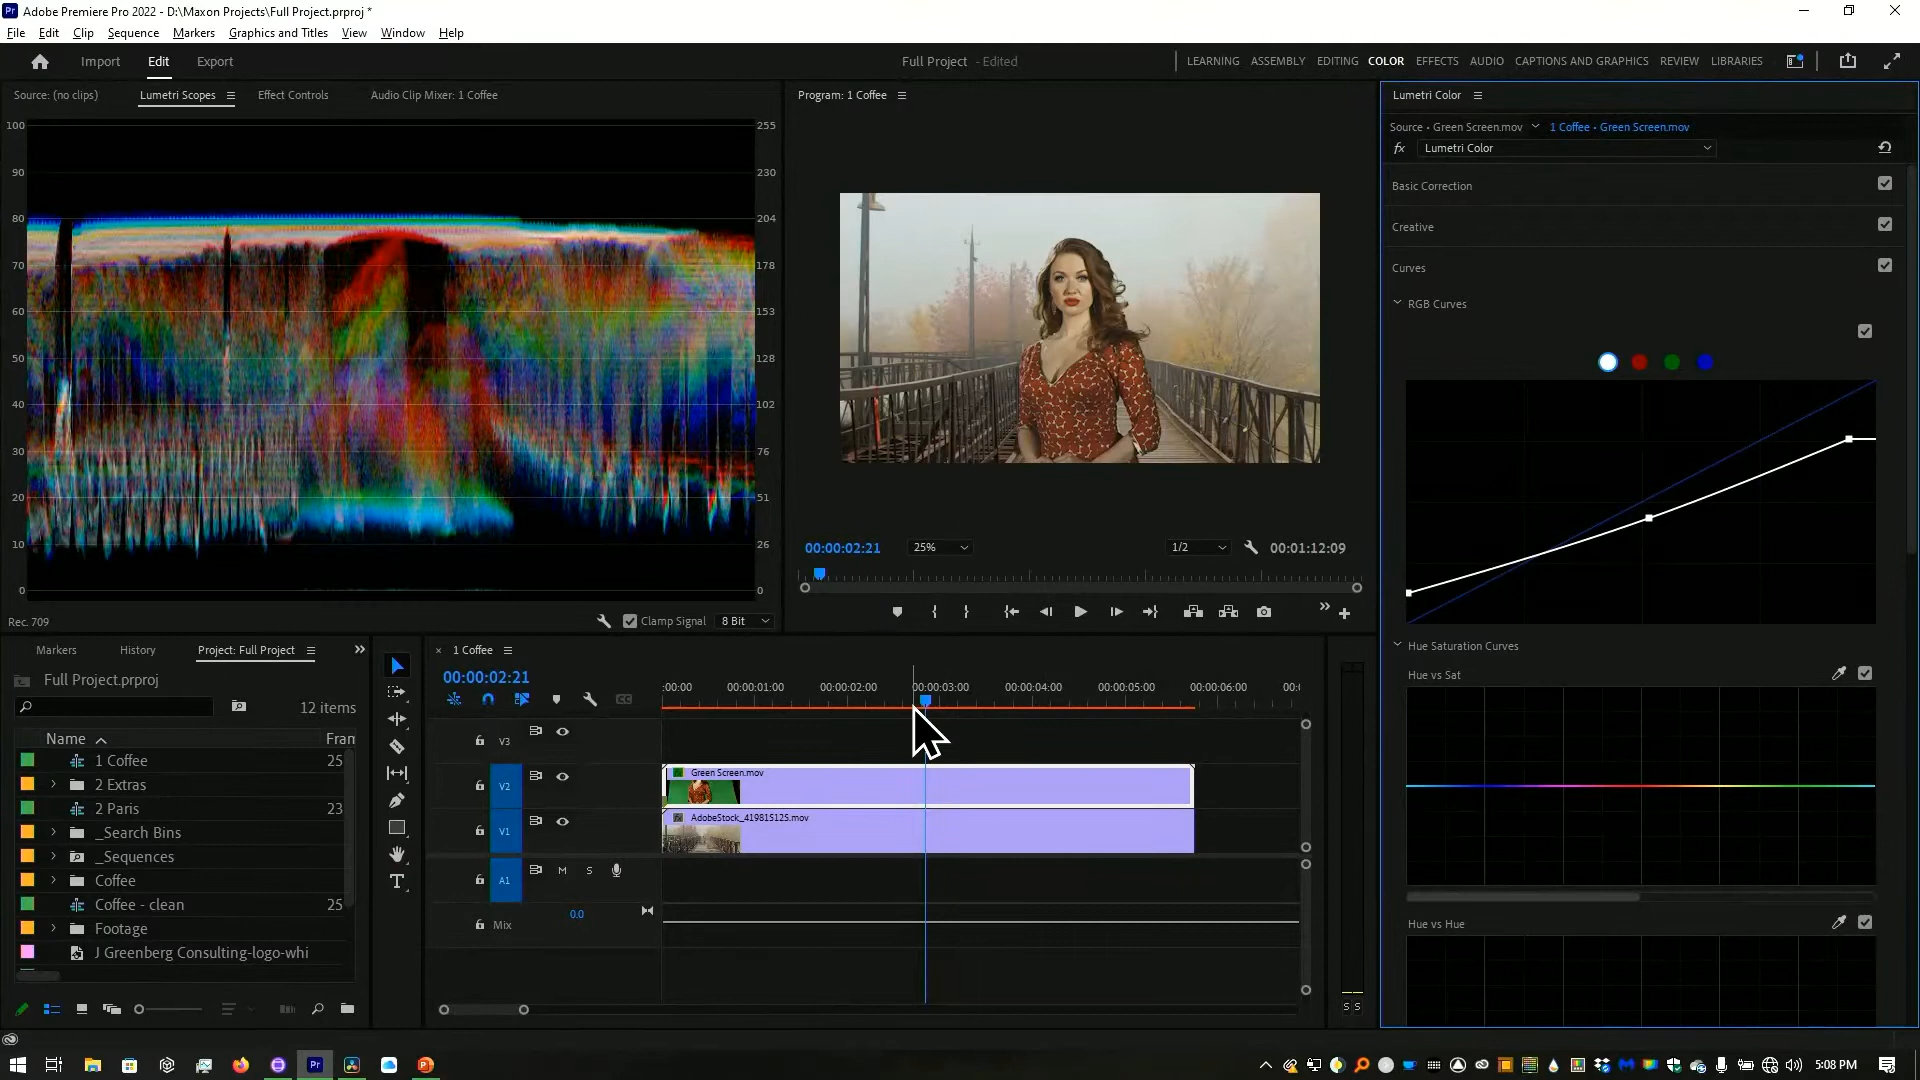 Adobe Premiere Pro 2022 - D:\Maxon Projects\Full Project.prproj *
File Edit Clip Sequence Markers Graphics and Titles View Window Help
Import Edit Export
Full Project - Edited
LEARNING ASSEMBLY EDITING COLOR EFFECTS AUDIO CAPTIONS AND GRAPHICS REVIEW LIBRARIES
Source: (no clips) Lumetri Scopes Effect Controls Audio Clip Mixer: 1 Coffee
100 255
90 230
80 204
70 178
60 153
50 128
40 102
30 76
20 51
10 26
0 0
Rec. 709 Clamp Signal 8 Bit
Program: 1 Coffee
00:00:02:21 25% 1/2 00:01:12:09
Lumetri Color
Source • Green Screen.mov 1 Coffee • Green Screen.mov
fx Lumetri Color
Basic Correction
Creative
Curves
RGB Curves
Hue Saturation Curves
Hue vs Sat
Hue vs Hue
Markers History Project: Full Project
Full Project.prproj
12 items
Name Fran
1 Coffee 25
2 Extras
2 Paris 23
_Search Bins
_Sequences
Coffee
Coffee - clean 25
Footage
J Greenberg Consulting-logo-whi
1 Coffee
00:00:02:21
:00:00 00:00:01:00 00:00:02:00 00:00:03:00 00:00:04:00 00:00:05:00 00:00:06:00 00:
V3
V2 Green Screen.mov
V1 AdobeStock_419815125.mov
A1 M S
Mix 0.0
S S
5:08 PM